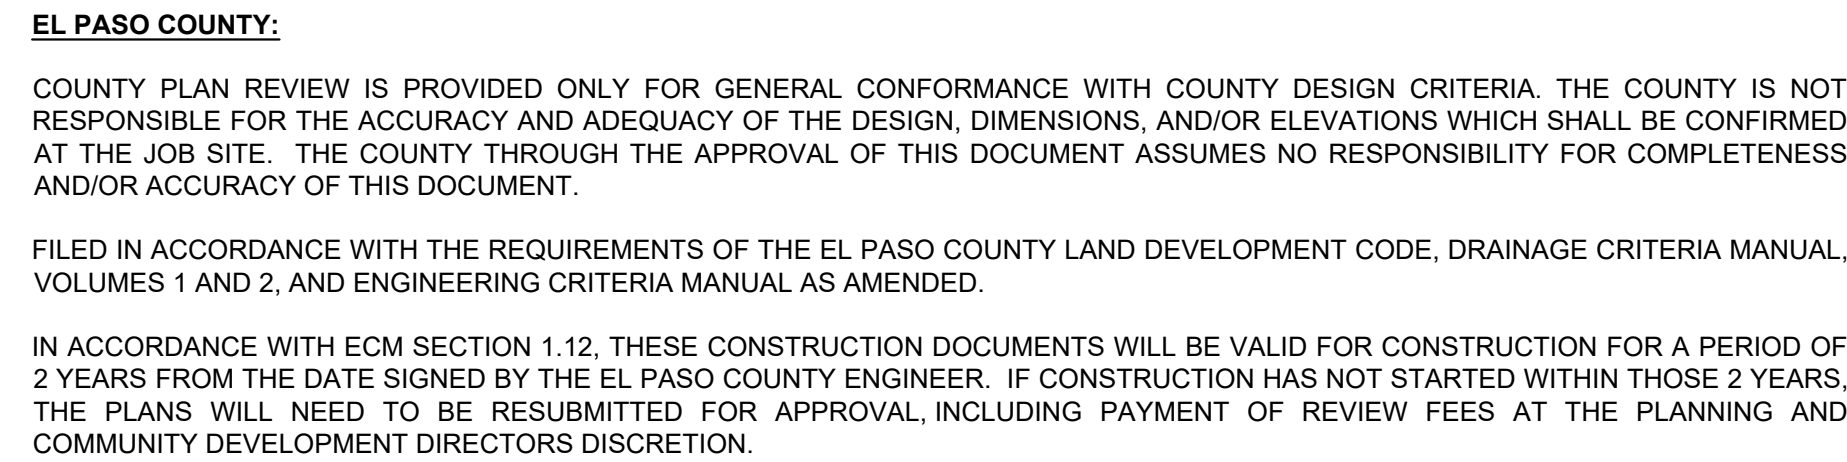 EL PASO COUNTY:
COUNTY PLAN REVIEW IS PROVIDED ONLY FOR GENERAL CONFORMANCE WITH COUNTY DESIGN CRITERIA. THE COUNTY IS NOT
RESPONSIBLE FOR THE ACCURACY AND ADEQUACY OF THE DESIGN, DIMENSIONS, AND/OR ELEVATIONS WHICH SHALL BE CONFIRMED
AT THE JOB SITE. THE COUNTY THROUGH THE APPROVAL OF THIS DOCUMENT ASSUMES NO RESPONSIBILITY FOR COMPLETENESS
AND/OR ACCURACY OF THIS DOCUMENT.
FILED IN ACCORDANCE WITH THE REQUIREMENTS OF THE EL PASO COUNTY LAND DEVELOPMENT CODE, DRAINAGE CRITERIA MANUAL,
VOLUMES 1 AND 2, AND ENGINEERING CRITERIA MANUAL AS AMENDED.
IN ACCORDANCE WITH ECM SECTION 1.12, THESE CONSTRUCTION DOCUMENTS WILL BE VALID FOR CONSTRUCTION FOR A PERIOD OF
2 YEARS FROM THE DATE SIGNED BY THE EL PASO COUNTY ENGINEER. IF CONSTRUCTION HAS NOT STARTED WITHIN THOSE 2 YEARS,
THE PLANS WILL NEED TO BE RESUBMITTED FOR APPROVAL, INCLUDING PAYMENT OF REVIEW FEES AT THE PLANNING AND
COMMUNITY DEVELOPMENT DIRECTORS DISCRETION.